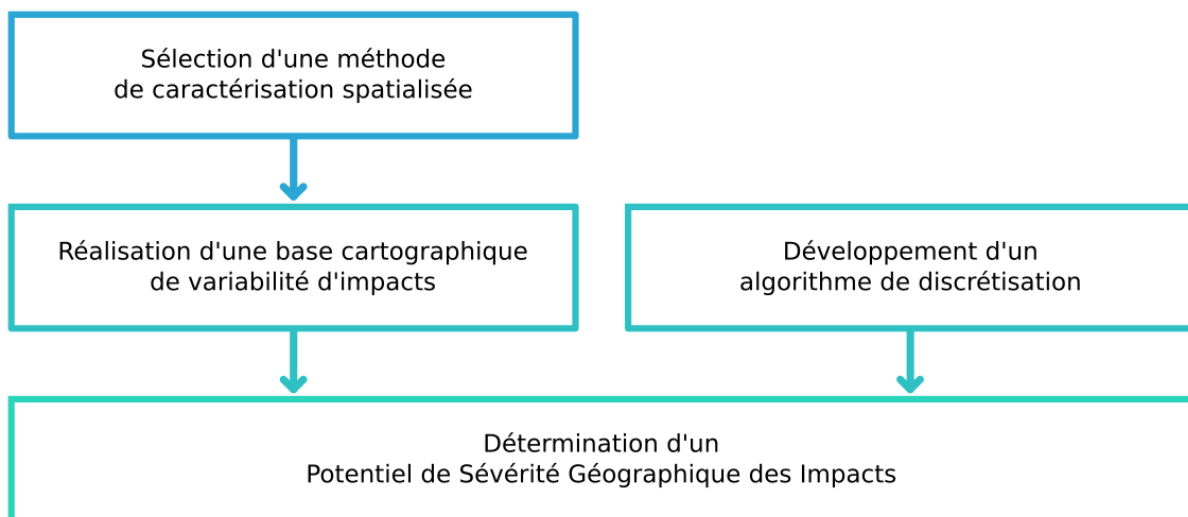 Sélection d'une méthode
de caractérisation spatialisée
Réalisation d'une base cartographique
de variabilité d'impacts
Développement d'un
algorithme de discrétisation
Détermination d'un
Potentiel de Sévérité Géographique des Impacts